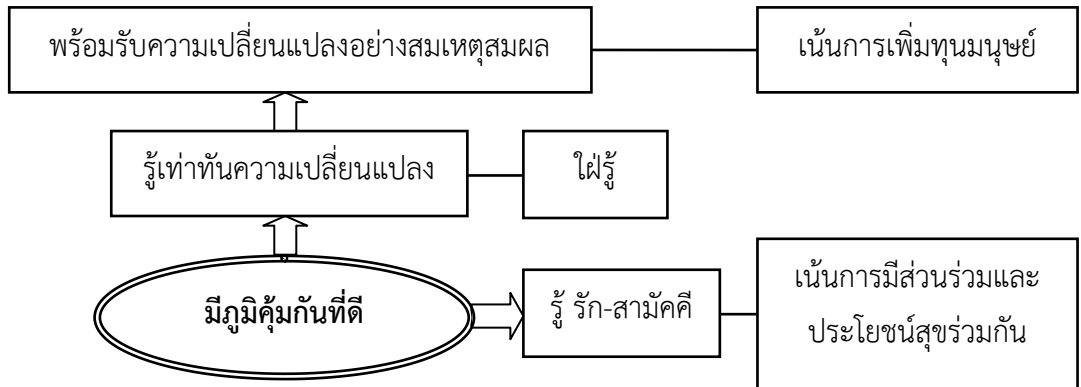 พร้อมรับความเปลี่ยนแปลงอย่างสมเหตุสมผล
เน้นการเพิ่มทุนมนุษย์
รู้เท่าทันความเปลี่ยนแปลง
ใฝ่รู้
มีภูมิคุ้มกันที่ดี
รู้ รัก-สามัคคี
เน้นการมีส่วนร่วมและ
ประโยชน์สุขร่วมกัน